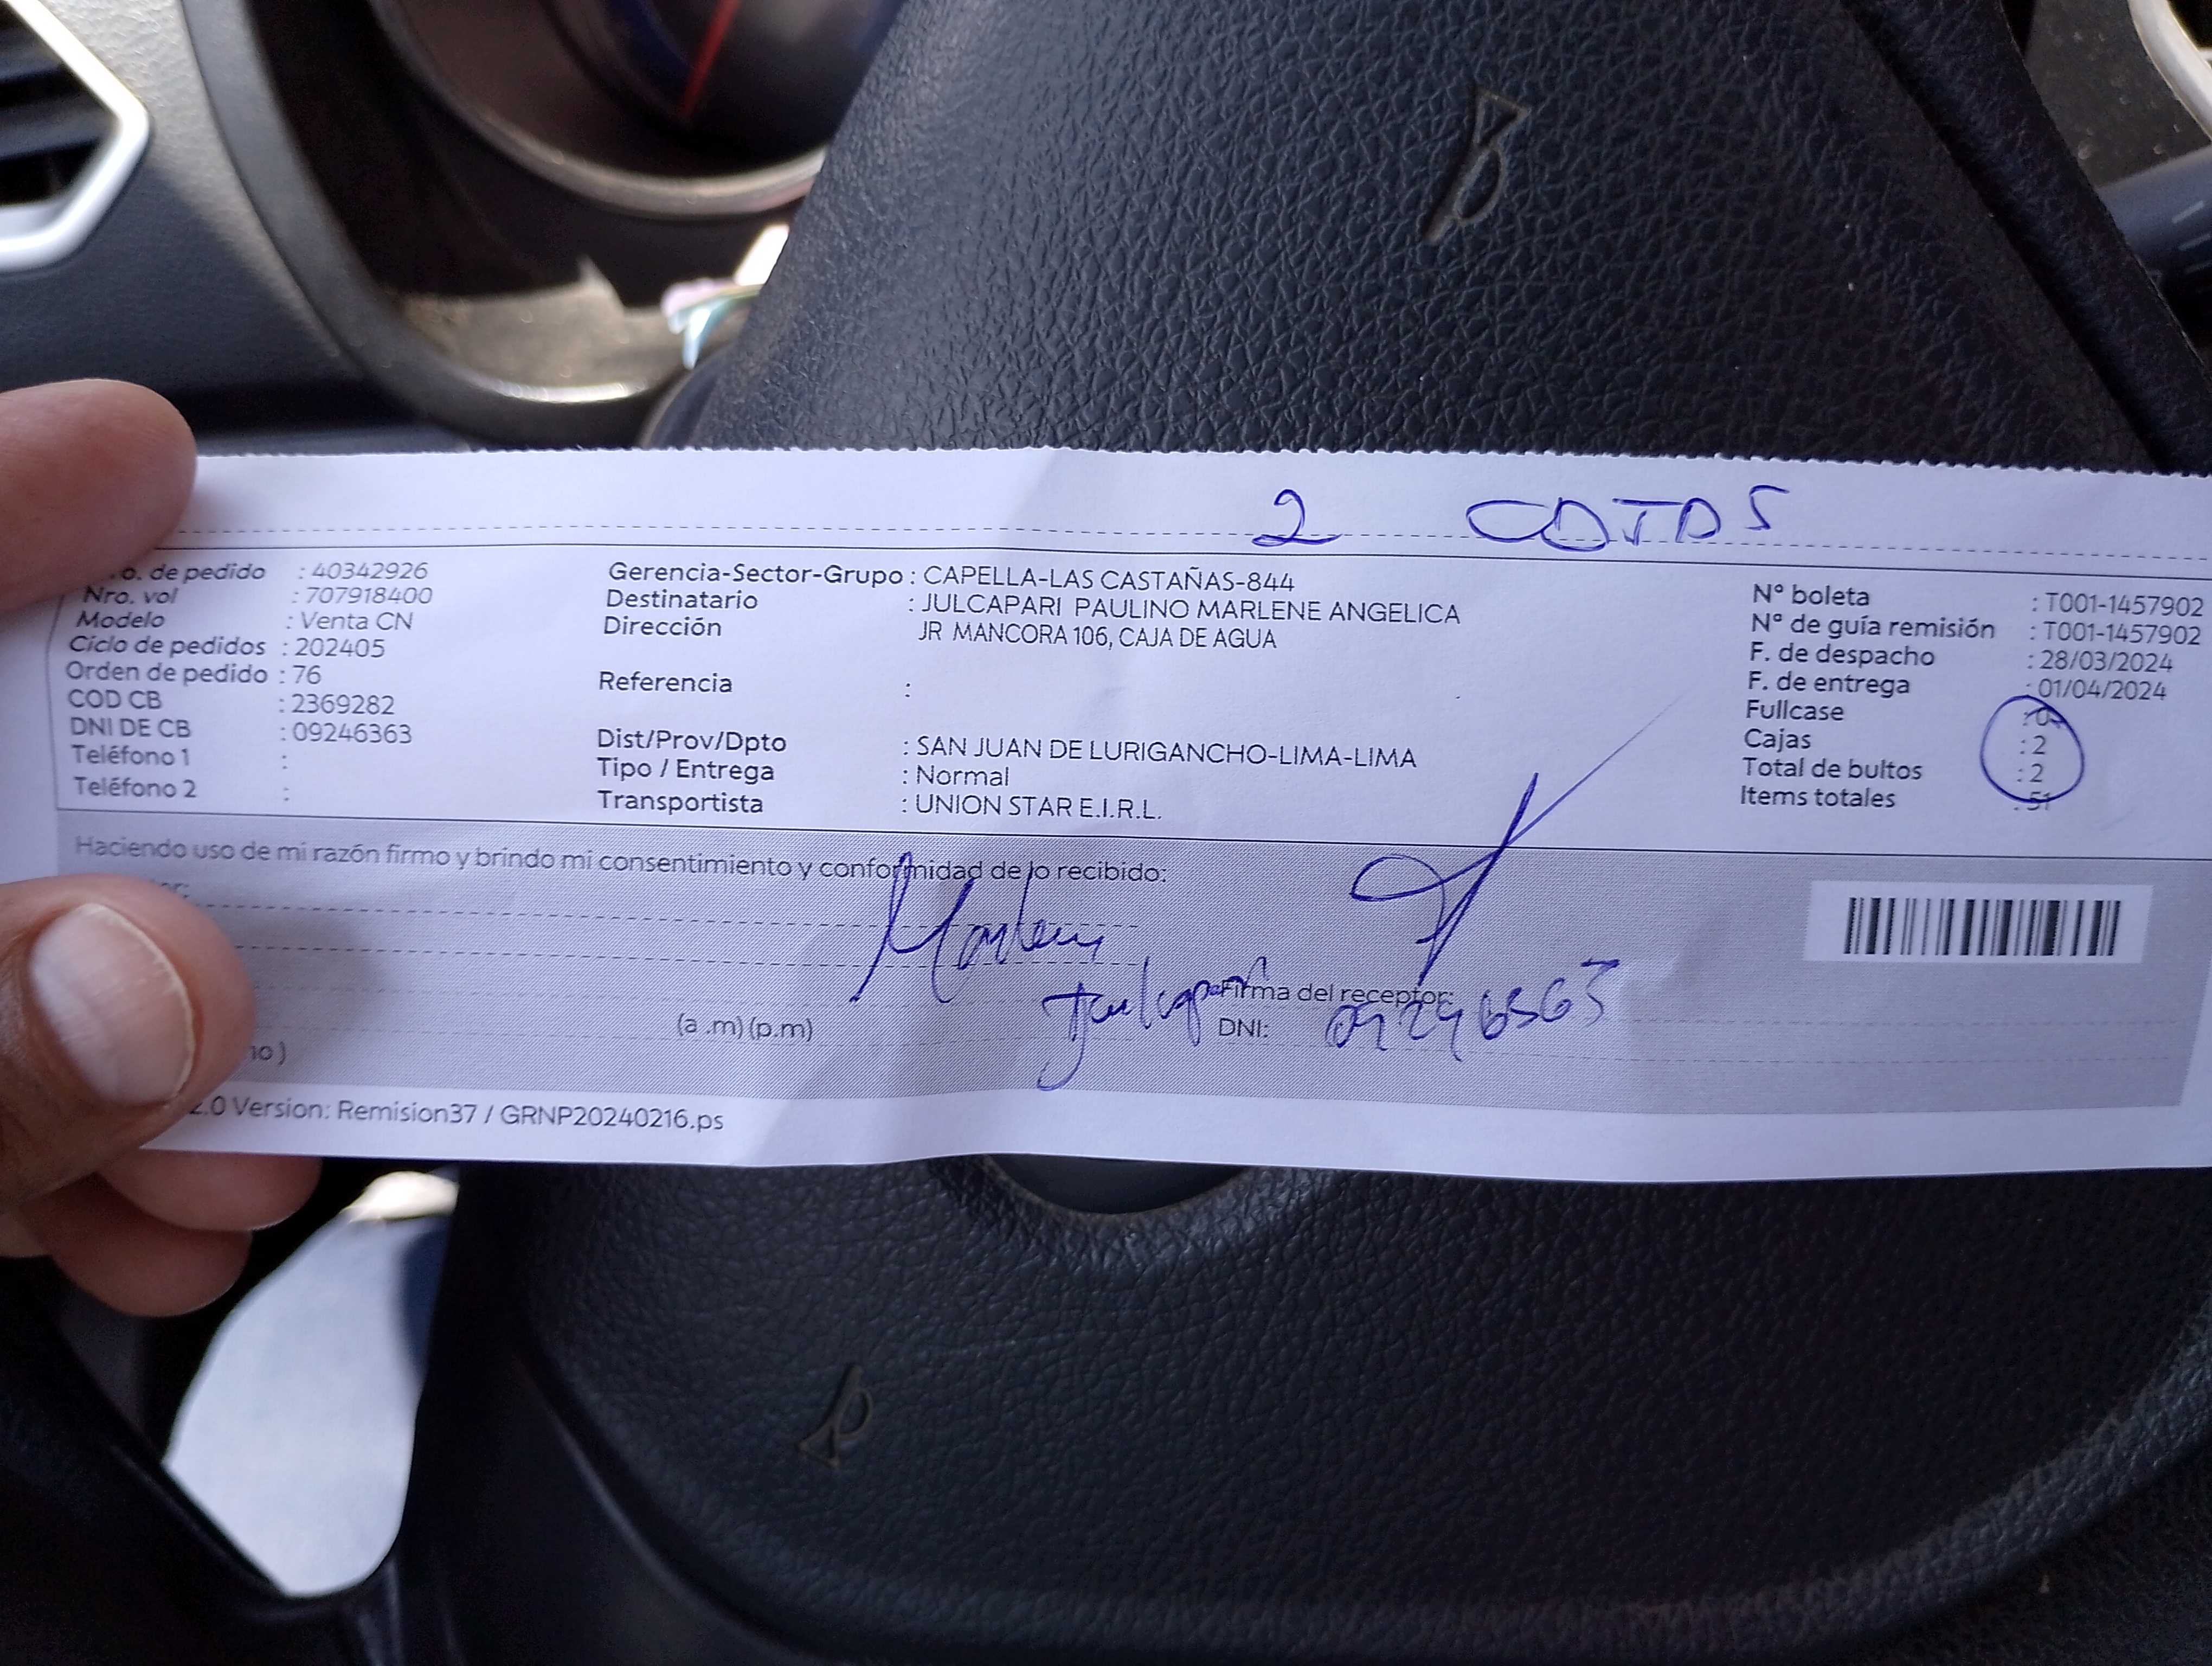 2 COJAS
o. de pedido : 40342926
Nro. vol : 707918400
Modelo : Venta CN
Ciclo de pedidos : 202405
Orden de pedido : 76
COD CB : 2369282
DNI DE CB : 09246363
Teléfono 1 :
Teléfono 2 :
Gerencia-Sector-Grupo : CAPELLA-LAS CASTAÑAS-844
Destinatario : JULCAPARI PAULINO MARLENE ANGELICA
Dirección JR MANCORA 106, CAJA DE AGUA
Referencia :
Dist/Prov/Dpto : SAN JUAN DE LURIGANCHO-LIMA-LIMA
Tipo / Entrega : Normal
Transportista : UNION STAR E.I.R.L.
N° boleta : T001-1457902
N° de guía remisión : T001-1457902
F. de despacho : 28/03/2024
F. de entrega : 01/04/2024
Fullcase
Cajas : 2
Total de bultos : 2
Items totales : 51
Haciendo uso de mi razón firmo y brindo mi consentimiento y conformidad de lo recibido:
Marlene
Firma del receptor:
(a .m) (p.m) DNI: 09246363
2.0 Version: Remision37 / GRNP20240216.ps